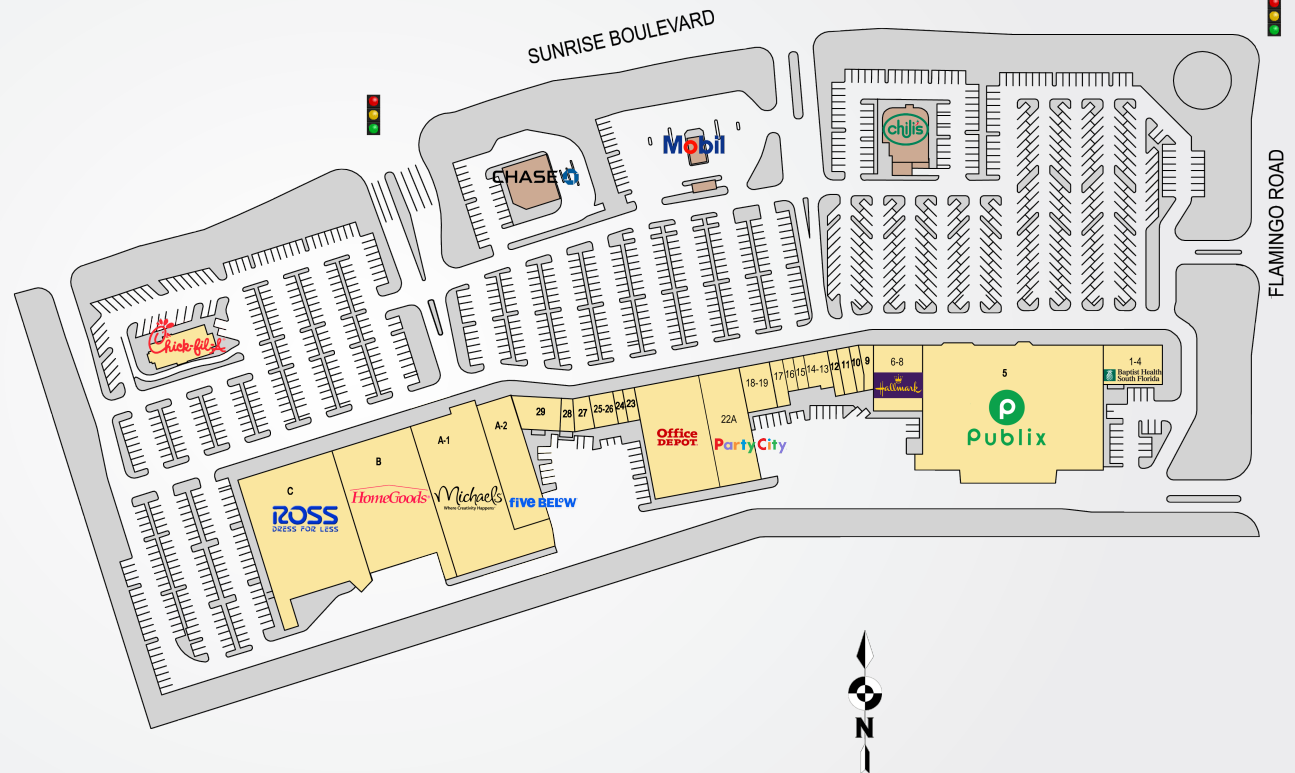 SUNRISE BOULEVARD
FLAMINGO ROAD
chili's
Mobil
CHASE
Chick-fil-A
1-4
Baptist Health
South Florida
5
Publix
6-8
Hallmark
9
10
11
12
14-13
15
16
17
18-19
22A
Party City
Office
DEPOT
23
24
25-26
27
28
29
A-2
five BEL°W
A-1
Michaels
Where Creativity Happens
B
HomeGoods
C
ROSS
DRESS FOR LESS
N